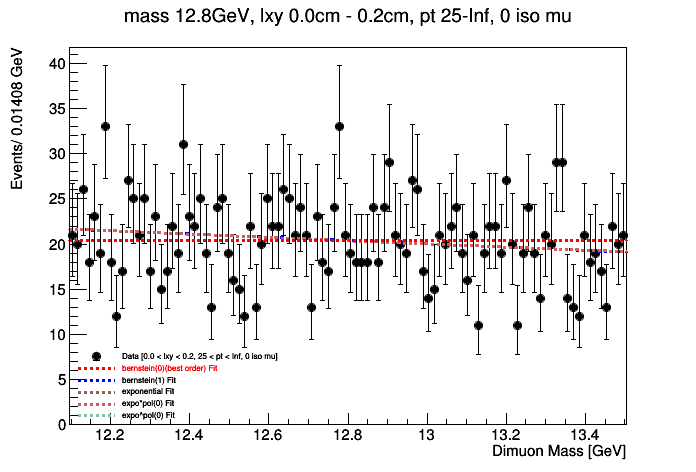 mass 12.8GeV, lxy 0.0cm - 0.2cm, pt 25-Inf, 0 iso mu
Events/ 0.01408 GeV
40
35
30
25
20
15
10
5
0
Data [0.0 < lxy < 0.2, 25 < pt < Inf, 0 iso mu]
bernstein(0)(best order) Fit
bernstein(1) Fit
exponential Fit
expo*pol(0) Fit
expo^pol(0) Fit
12.2 12.4 12.6 12.8 13 13.2 13.4
Dimuon Mass [GeV]